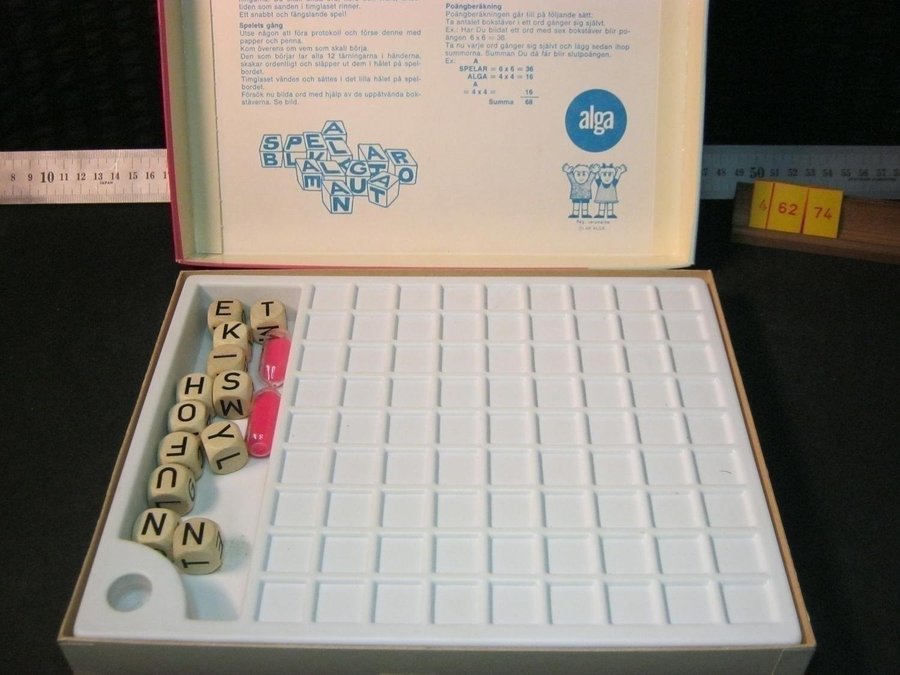 tiden som sanden i timglaset rinner.
Ett snabbt och fängslande spel!
Spelets gång
Utse någon att föra protokoll och förse denne med
papper och penna.
Kom överens om vem som skall börja.
Den som börjar tar alla 12 tärningarna i händerna,
skakar ordentligt och släpper ut dem i hålet på spel-
bordet.
Timglaset vändes och sättes i det lilla hålet på spel-
bordet.
Försök nu bilda ord med hjälp av de uppåtvända bok-
stäverna. Se bild.
Poängberäkning
Poängberäkningen går till på följande sätt:
Ta antalet bokstäver i ett ord gånger sig självt.
Ex.: Har Du bildat ett ord med sex bokstäver blir po-
ängen 6 x 6 = 36.
Ta nu varje ord gånger sig självt och lägg sedan ihop
summorna. Summan Du då får blir slutpoängen.
Ex: A
SPELAR = 6 x 6 = 36
ALGA = 4 x 4 = 16
A
= 4 x 4 = 16
Summa 68
alga
8 9 10 11 12 13 14 15 16
JAPAN
48 49 50 51 52 53 54 55 56 57
4 62 74
E T
K
I
H S
M
O
F Y L
U
N N